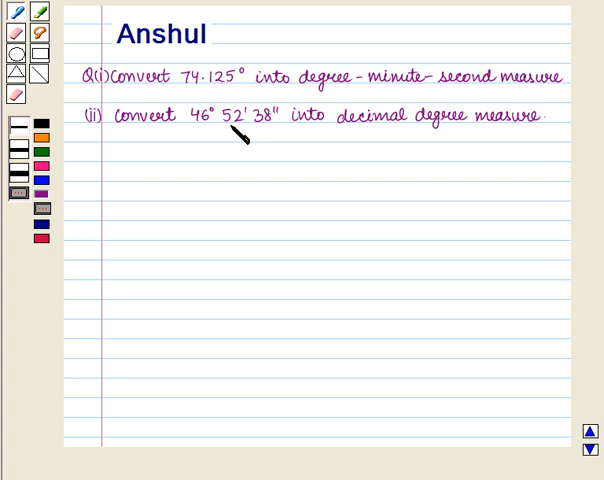 Anshul
Q(i) Convert 74.125° into degree - minute - second measure
(ii) Convert 46° 52' 38" into decimal degree measure.